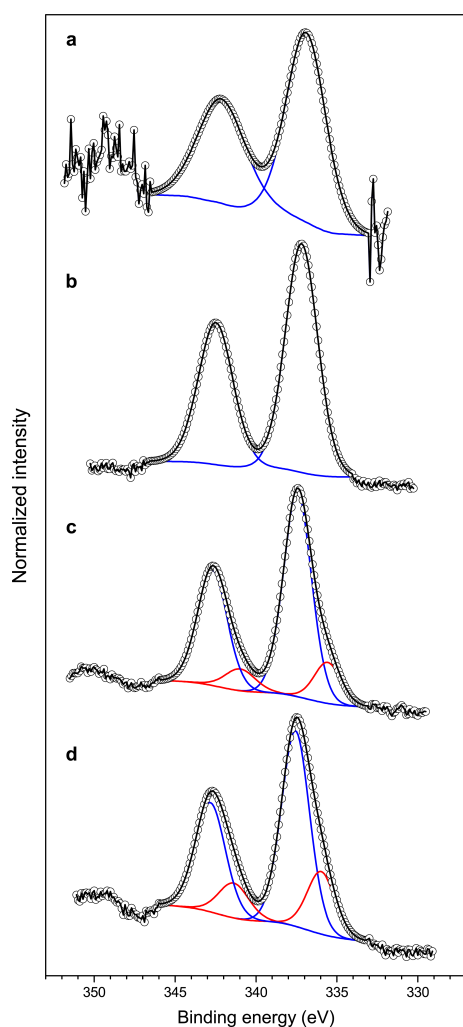 a
b
Normalized intensity
c
d
350 345 340 335 330
Binding energy (eV)